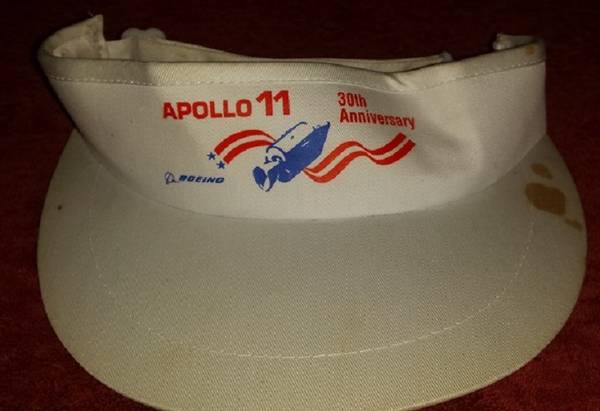 APOLLO 11
30th
Anniversary
BOEING